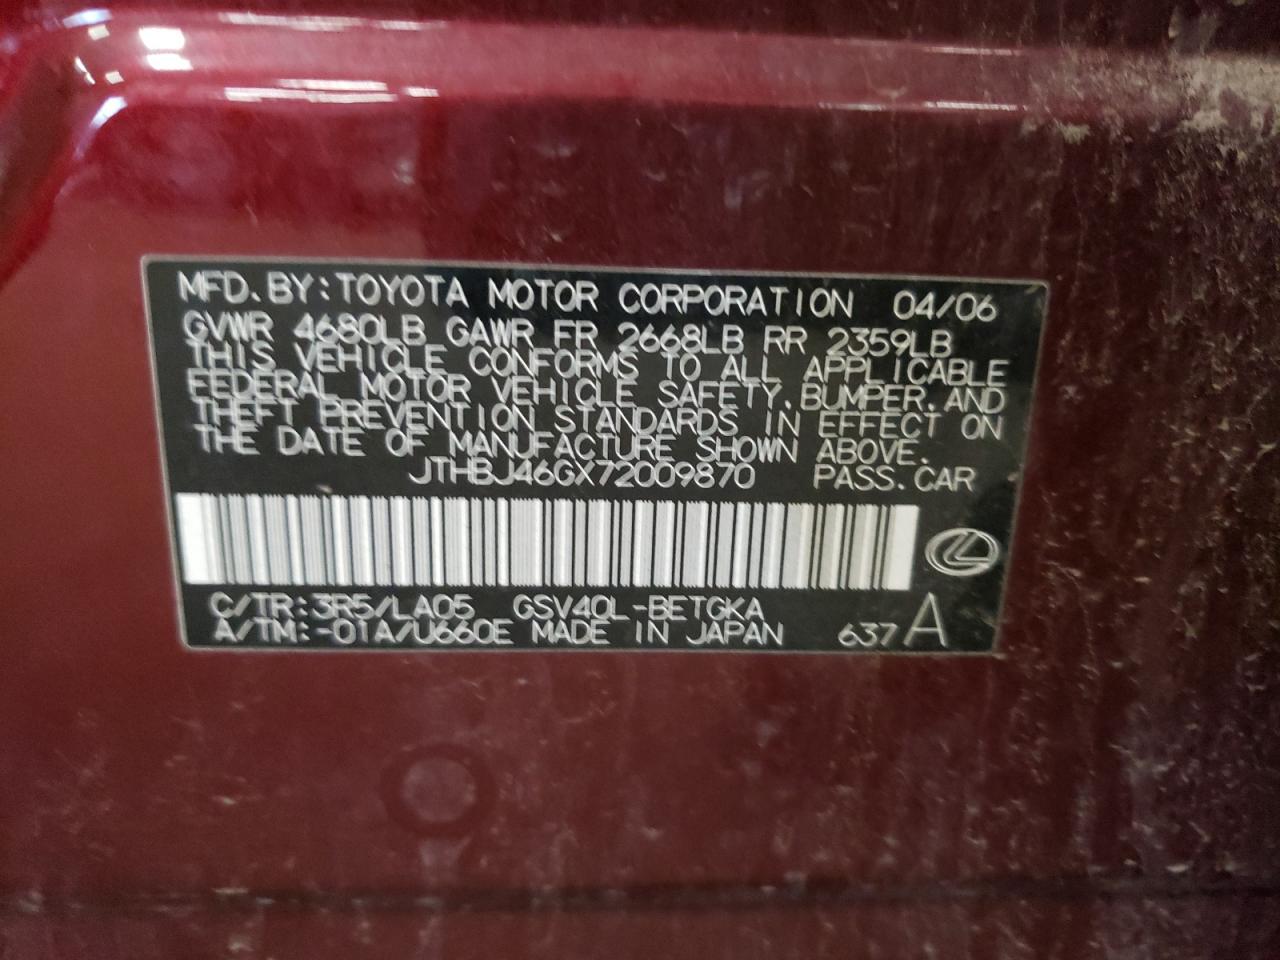 MFD. BY: TOYOTA MOTOR CORPORATION 04/06
GVWR 4680LB GAWR FR 2668LB RR 2359LB
THIS VEHICLE CONFORMS TO ALL APPLICABLE
FEDERAL MOTOR VEHICLE SAFETY, BUMPER, AND
THEFT PREVENTION STANDARDS IN EFFECT ON
THE DATE OF MANUFACTURE SHOWN ABOVE.
JTHBJ46GX72009870 PASS. CAR
C/TR: 3R5/LA05 GSV40L-BETGKA
A/TM: -01A/U660E MADE IN JAPAN 637 A